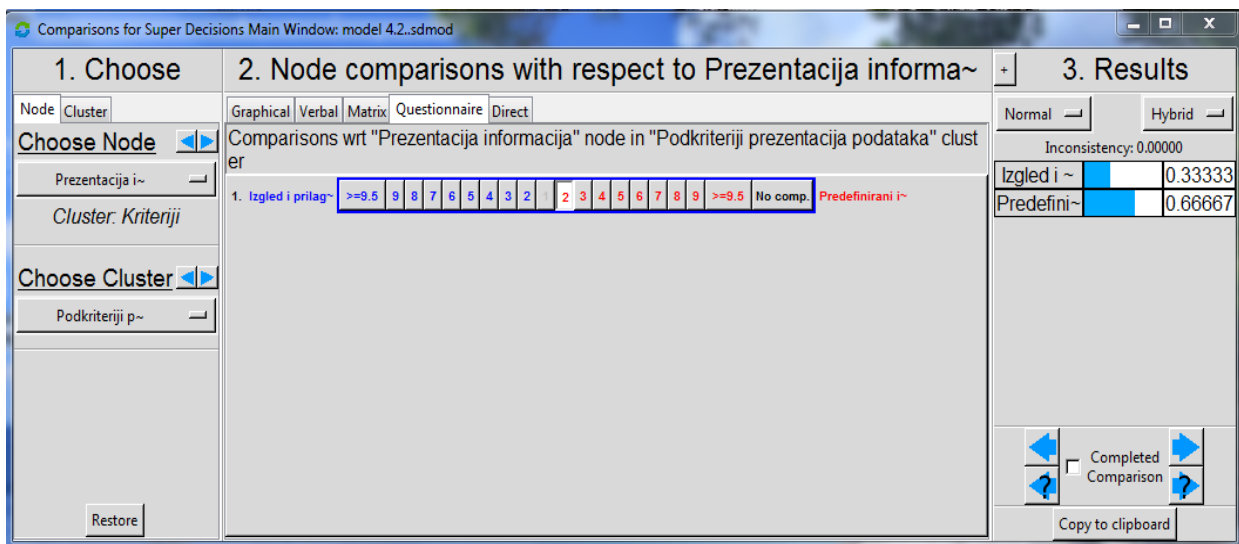 Comparisons for Super Decisions Main Window: model 4.2..sdmod
1. Choose
Node Cluster
Choose Node
Prezentacija i~
Cluster: Kriteriji
Choose Cluster
Podkriteriji p~
Restore
2. Node comparisons with respect to Prezentacija informa~
Graphical Verbal Matrix Questionnaire Direct
Comparisons wrt "Prezentacija informacija" node in "Podkriteriji prezentacija podataka" clust
er
1. Izgled i prilag~ >=9.5 9 8 7 6 5 4 3 2 1 2 3 4 5 6 7 8 9 >=9.5 No comp. Predefinirani i~
+ 3. Results
Normal Hybrid
Inconsistency: 0.00000
Izgled i ~ 0.33333
Predefini~ 0.66667
Completed
Comparison
? ?
Copy to clipboard